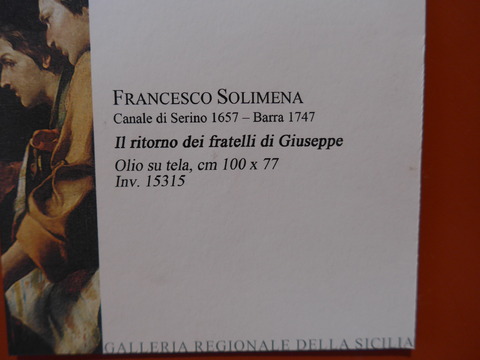 FRANCESCO SOLIMENA
Canale di Serino 1657 – Barra 1747
Il ritorno dei fratelli di Giuseppe
Olio su tela, cm 100 x 77
Inv. 15315
GALLERIA REGIONALE DELLA SICILIA